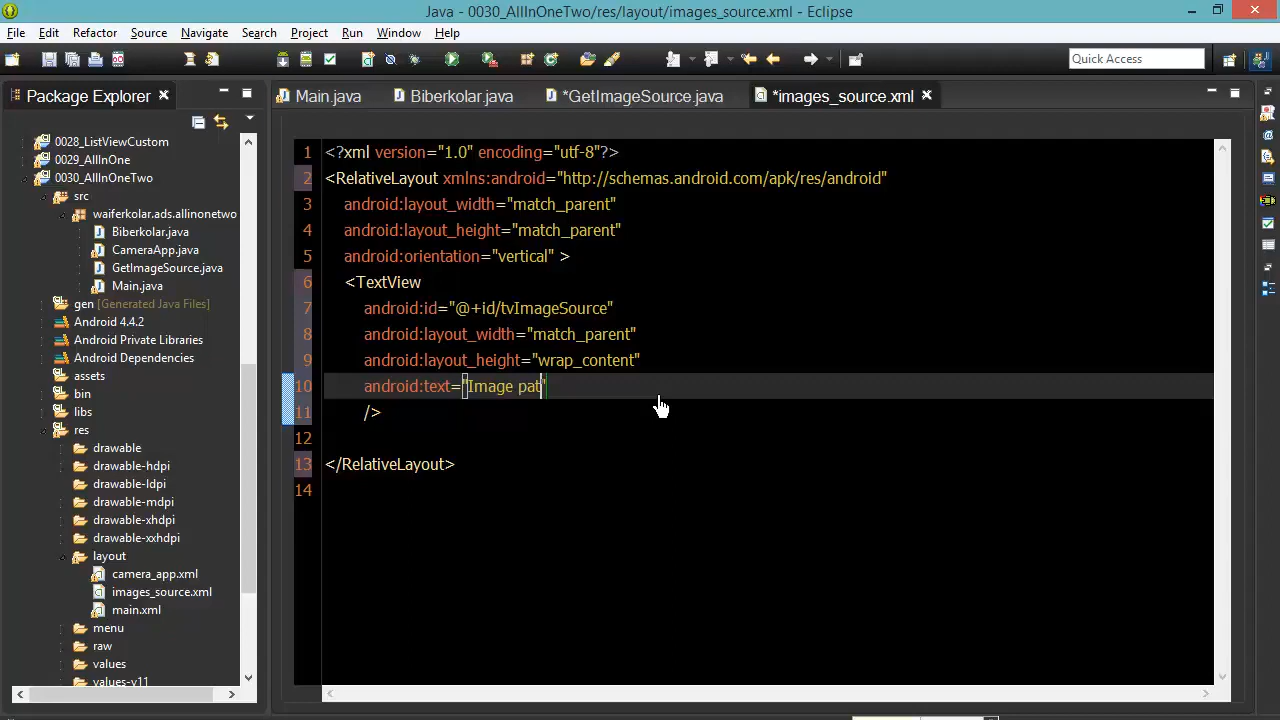 Java - 0030_AllInOneTwo/res/layout/images_source.xml - Eclipse
File Edit Refactor Source Navigate Search Project Run Window Help
Quick Access
Package Explorer
Main.java Biberkolar.java *GetImageSource.java *images_source.xml
0028_ListViewCustom
0029_AllInOne
0030_AllInOneTwo
src
waiferkolar.ads.allinonetwo
Biberkolar.java
CameraApp.java
GetImageSource.java
Main.java
gen [Generated Java Files]
Android 4.4.2
Android Private Libraries
Android Dependencies
assets
bin
libs
res
drawable
drawable-hdpi
drawable-ldpi
drawable-mdpi
drawable-xhdpi
drawable-xxhdpi
layout
camera_app.xml
images_source.xml
main.xml
menu
raw
values
values-v11
1 <?xml version="1.0" encoding="utf-8"?>
2 <RelativeLayout xmlns:android="http://schemas.android.com/apk/res/android"
3 android:layout_width="match_parent"
4 android:layout_height="match_parent"
5 android:orientation="vertical" >
6 <TextView
7 android:id="@+id/tvImageSource"
8 android:layout_width="match_parent"
9 android:layout_height="wrap_content"
10 android:text="Image pat"
11 />
12
13 </RelativeLayout>
14